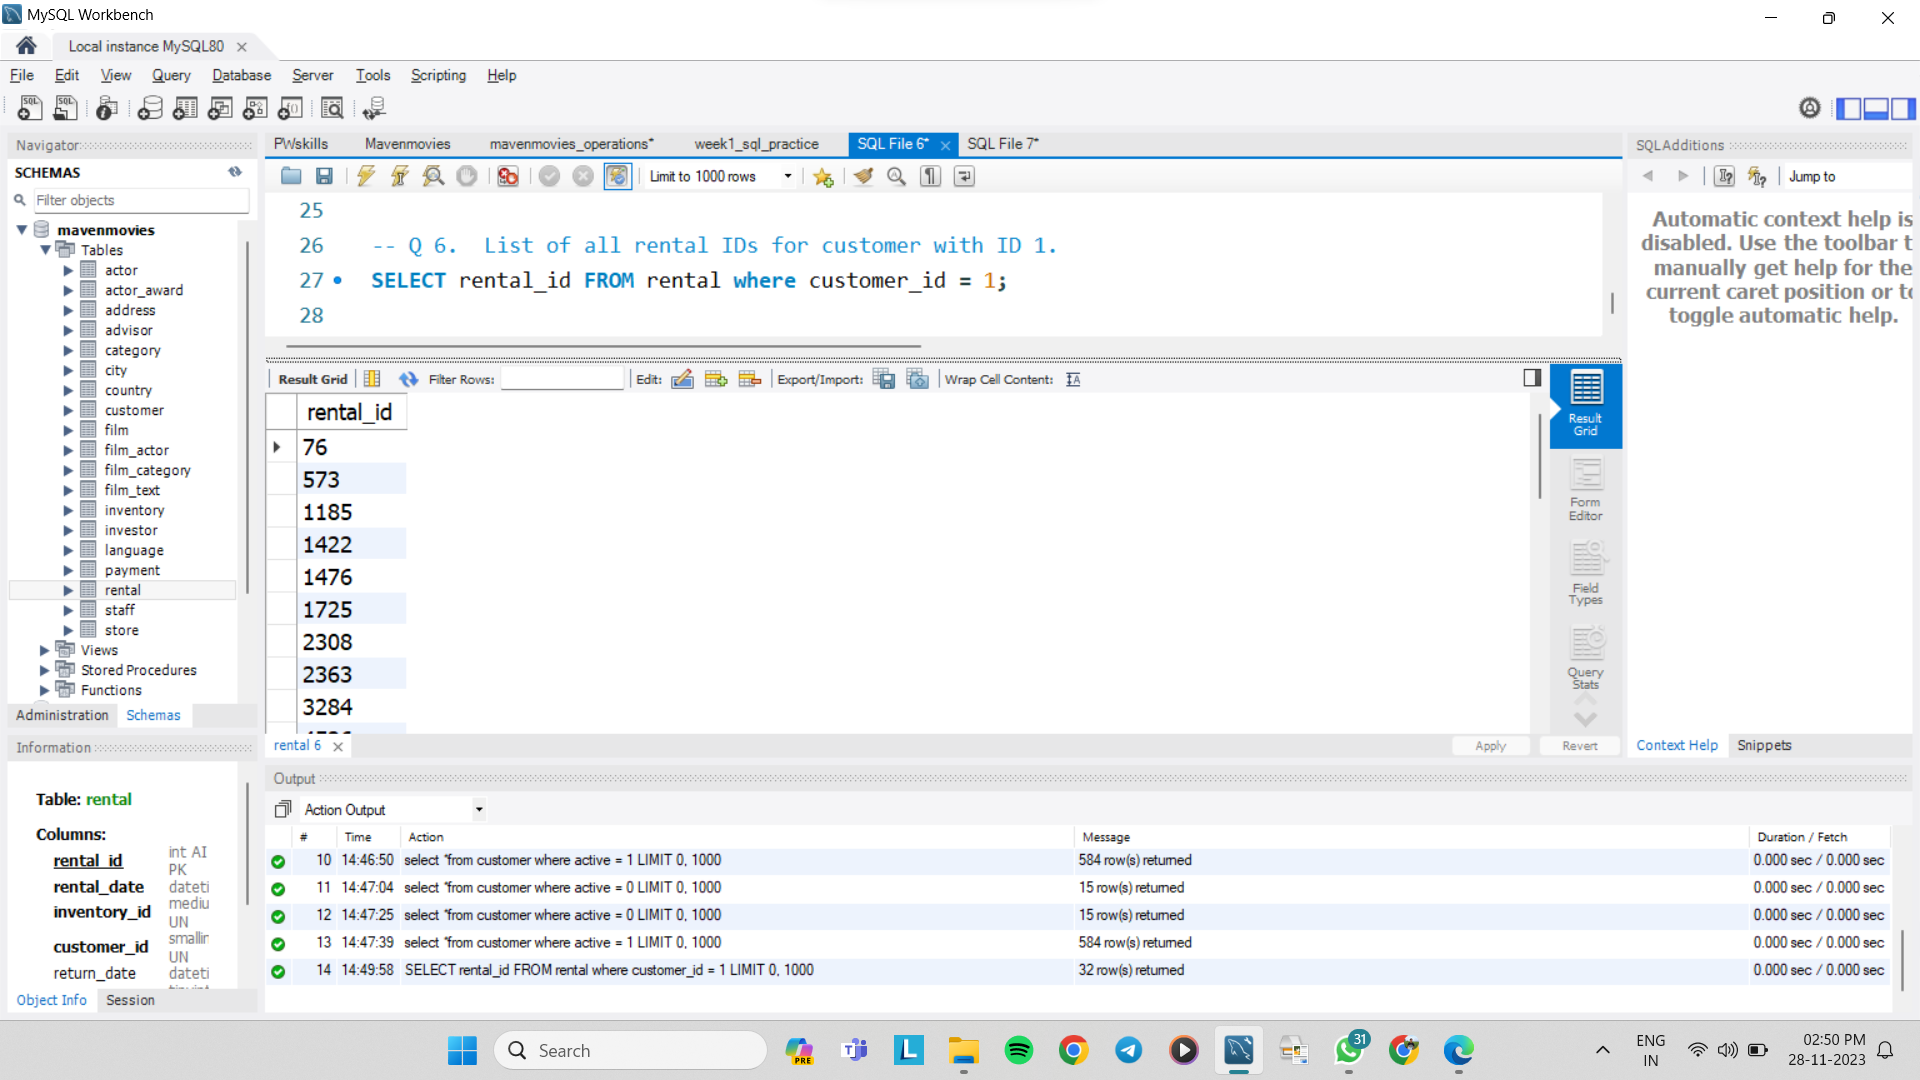 MySQL Workbench
Local instance MySQL80
File Edit View Query Database Server Tools Scripting Help
Navigator
SCHEMAS
Filter objects
mavenmovies
Tables
actor
actor_award
address
advisor
category
city
country
customer
film
film_actor
film_category
film_text
inventory
investor
language
payment
rental
staff
store
Views
Stored Procedures
Functions
Administration Schemas
Information
Table: rental
Columns:
rental_id int AI PK
rental_date dateti
inventory_id mediu UN
customer_id smallin UN
return_date dateti
Object Info Session
PWskills Mavenmovies mavenmovies_operations* week1_sql_practice SQL File 6* SQL File 7*
Limit to 1000 rows
25
26 -- Q 6. List of all rental IDs for customer with ID 1.
27 SELECT rental_id FROM rental where customer_id = 1;
28
Result Grid Filter Rows: Edit: Export/Import: Wrap Cell Content:
rental_id
76
573
1185
1422
1476
1725
2308
2363
3284
Result Grid
Form Editor
Field Types
Query Stats
rental 6
Apply Revert
Output
Action Output
# Time Action Message Duration / Fetch
10 14:46:50 select *from customer where active = 1 LIMIT 0, 1000 584 row(s) returned 0.000 sec / 0.000 sec
11 14:47:04 select *from customer where active = 0 LIMIT 0, 1000 15 row(s) returned 0.000 sec / 0.000 sec
12 14:47:25 select *from customer where active = 0 LIMIT 0, 1000 15 row(s) returned 0.000 sec / 0.000 sec
13 14:47:39 select *from customer where active = 1 LIMIT 0, 1000 584 row(s) returned 0.000 sec / 0.000 sec
14 14:49:58 SELECT rental_id FROM rental where customer_id = 1 LIMIT 0, 1000 32 row(s) returned 0.000 sec / 0.000 sec
SQLAdditions
Jump to
Automatic context help is
disabled. Use the toolbar t
manually get help for the
current caret position or to
toggle automatic help.
Context Help Snippets
Search
PRE
31
ENG
IN
02:50 PM
28-11-2023